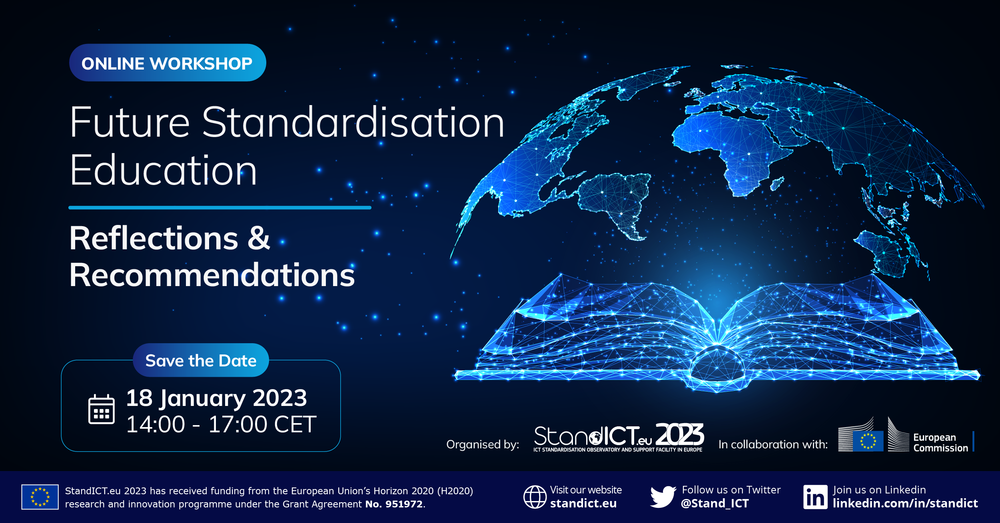 ONLINE WORKSHOP
Future Standardisation
Education
Reflections &
Recommendations
Save the Date
18 January 2023
14:00 - 17:00 CET
Organised by:
StandICT.eu 2023
ICT STANDARDISATION OBSERVATORY AND SUPPORT FACILITY IN EUROPE
In collaboration with:
European
Commission
StandICT.eu 2023 has received funding from the European Union’s Horizon 2020 (H2020)
research and innovation programme under the Grant Agreement No. 951972.
Visit our website
standict.eu
Follow us on Twitter
@Stand_ICT
in
Join us on Linkedin
linkedin.com/in/standict